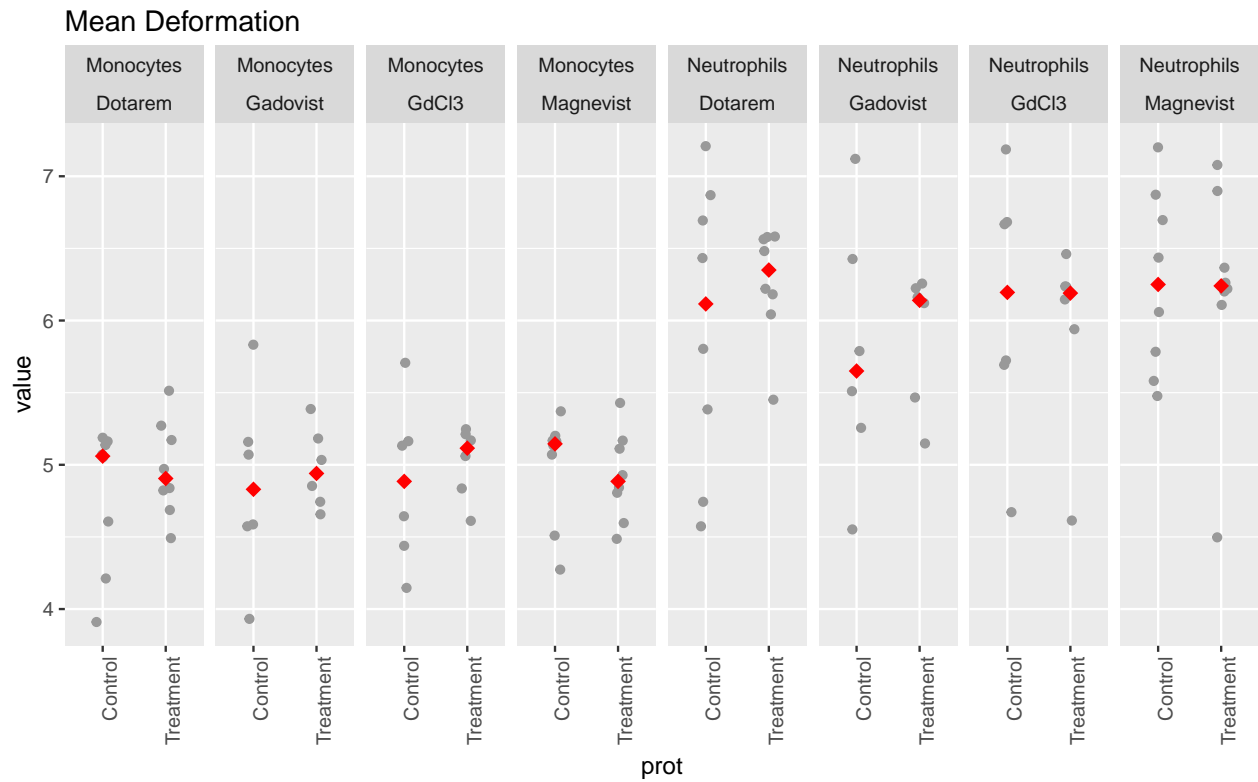 Mean Deformation
Monocytes Monocytes Monocytes Monocytes Neutrophils Neutrophils Neutrophils Neutrophils
Dotarem Gadovist GdCl3 Magnevist Dotarem Gadovist GdCl3 Magnevist
7
6
5
4
value
Control Treatment Control Treatment Control Treatment Control Treatment Control Treatment Control Treatment Control Treatment Control Treatment
prot